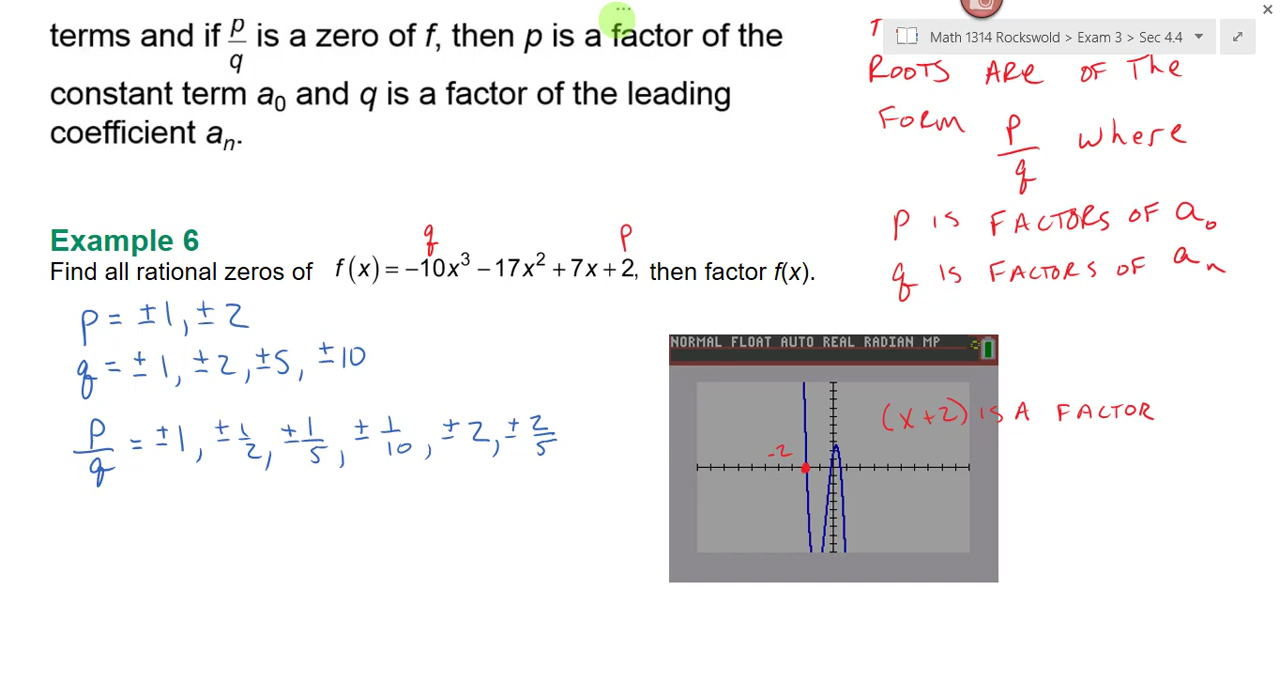 terms and if p/q is a zero of f, then p is a factor of the
constant term a₀ and q is a factor of the leading
coefficient aₙ.
Math 1314 Rockswold > Exam 3 > Sec 4.4
ROOTS ARE OF THE
FORM p/q where
P IS FACTORS OF a₀
q IS FACTORS OF aₙ
Example 6
q p
Find all rational zeros of f(x) = −10x³ − 17x² + 7x + 2, then factor f(x).
P = ±1, ±2
q = ±1, ±2, ±5, ±10
P/q = ±1, ±1/2, ±1/5, ±1/10, ±2, ±2/5
NORMAL FLOAT AUTO REAL RADIAN MP
(x+2) IS A FACTOR
-2